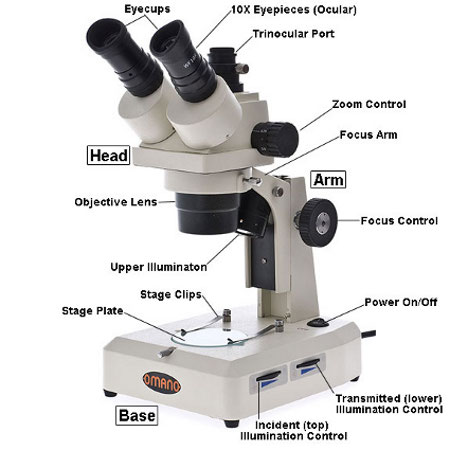 Eyecups
10X Eyepieces (Ocular)
Trinocular Port
Zoom Control
Focus Arm
Head
Arm
Objective Lens
Focus Control
Upper Illuminaton
Stage Clips
Stage Plate
Power On/Off
OMANO
Base
Transmitted (lower)
Illumination Control
Incident (top)
Illumination Control